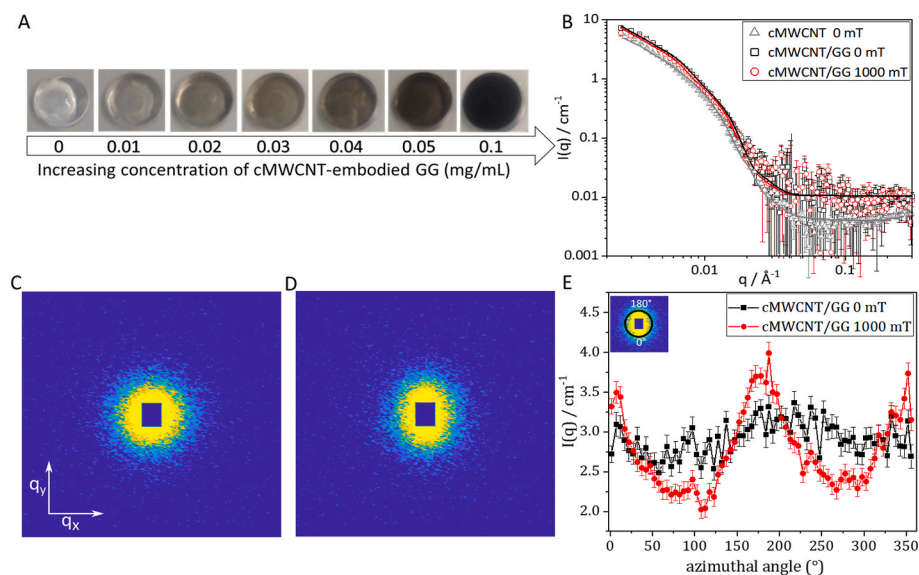 A
0 0.01 0.02 0.03 0.04 0.05 0.1
Increasing concentration of cMWCNT-embodied GG (mg/mL)
B
10
1
0.1
0.01
0.001
I(q) / cm⁻¹
cMWCNT 0 mT
cMWCNT/GG 0 mT
cMWCNT/GG 1000 mT
0.01 0.1
q / Å⁻¹
C
qy
qx
D
E
4.5
4.0
3.5
3.0
2.5
2.0
I(q) / cm⁻¹
180°
0°
cMWCNT/GG 0 mT
cMWCNT/GG 1000 mT
0 50 100 150 200 250 300 350
azimuthal angle (°)